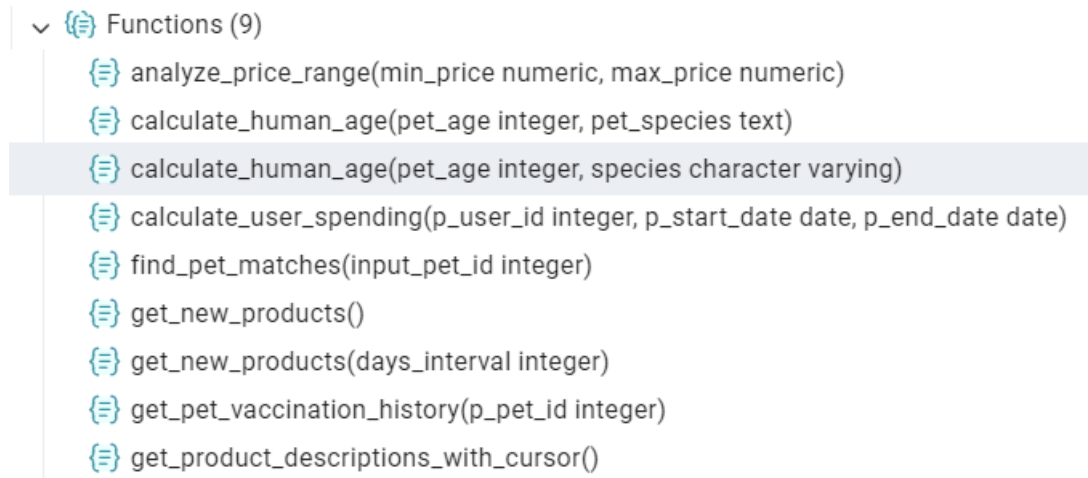 Functions (9)
analyze_price_range(min_price numeric, max_price numeric)
calculate_human_age(pet_age integer, pet_species text)
calculate_human_age(pet_age integer, species character varying)
calculate_user_spending(p_user_id integer, p_start_date date, p_end_date date)
find_pet_matches(input_pet_id integer)
get_new_products()
get_new_products(days_interval integer)
get_pet_vaccination_history(p_pet_id integer)
get_product_descriptions_with_cursor()